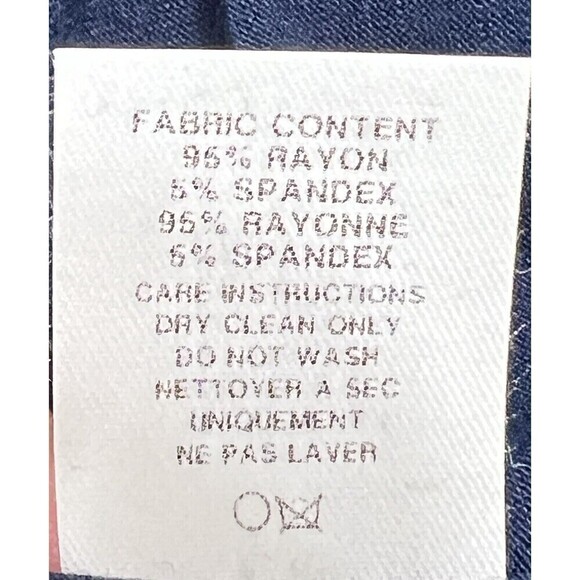 FABRIC CONTENT
95% RAYON
5% SPANDEX
95% RAYONNE
5% SPANDEX
CARE INSTRUCTIONS
DRY CLEAN ONLY
DO NOT WASH
NETTOYER A SEC
UNIQUEMENT
NE PAS LAVER